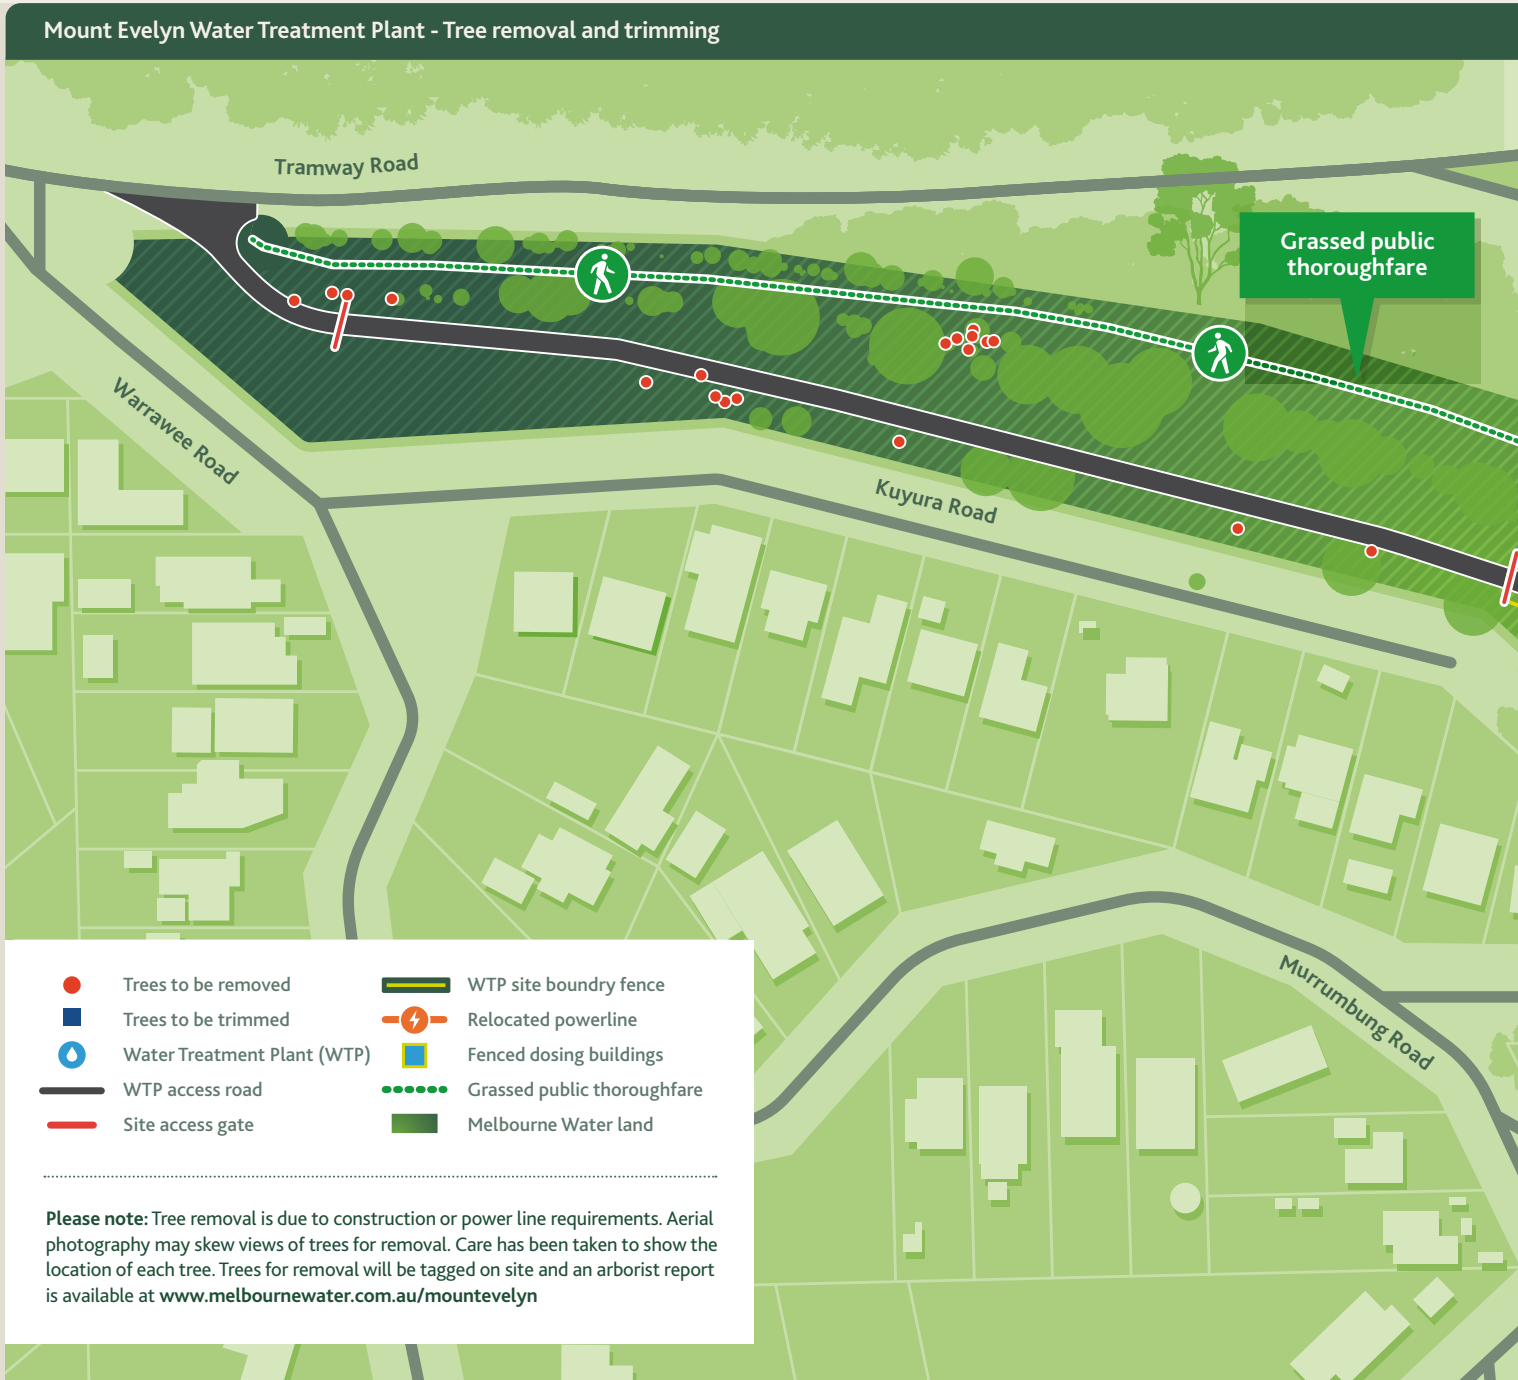 Mount Evelyn Water Treatment Plant - Tree removal and trimming
Tramway Road
Grassed public
thoroughfare
Warrawee Road
Kuyura Road
Murrumbung Road
Trees to be removed
Trees to be trimmed
Water Treatment Plant (WTP)
WTP access road
Site access gate
WTP site boundry fence
Relocated powerline
Fenced dosing buildings
Grassed public thoroughfare
Melbourne Water land
Please note: Tree removal is due to construction or power line requirements. Aerial
photography may skew views of trees for removal. Care has been taken to show the
location of each tree. Trees for removal will be tagged on site and an arborist report
is available at www.melbournewater.com.au/mountevelyn